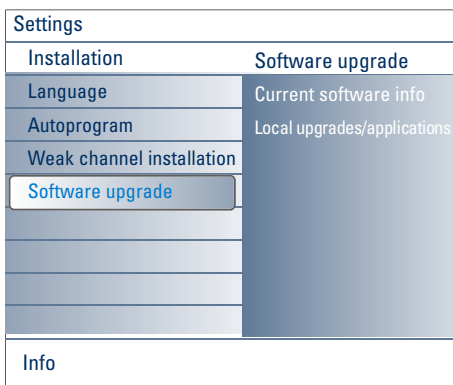 Settings
Installation
Software upgrade
Language
Current software info
Autoprogram
Local upgrades/applications
Weak channel installation
Software upgrade
Info